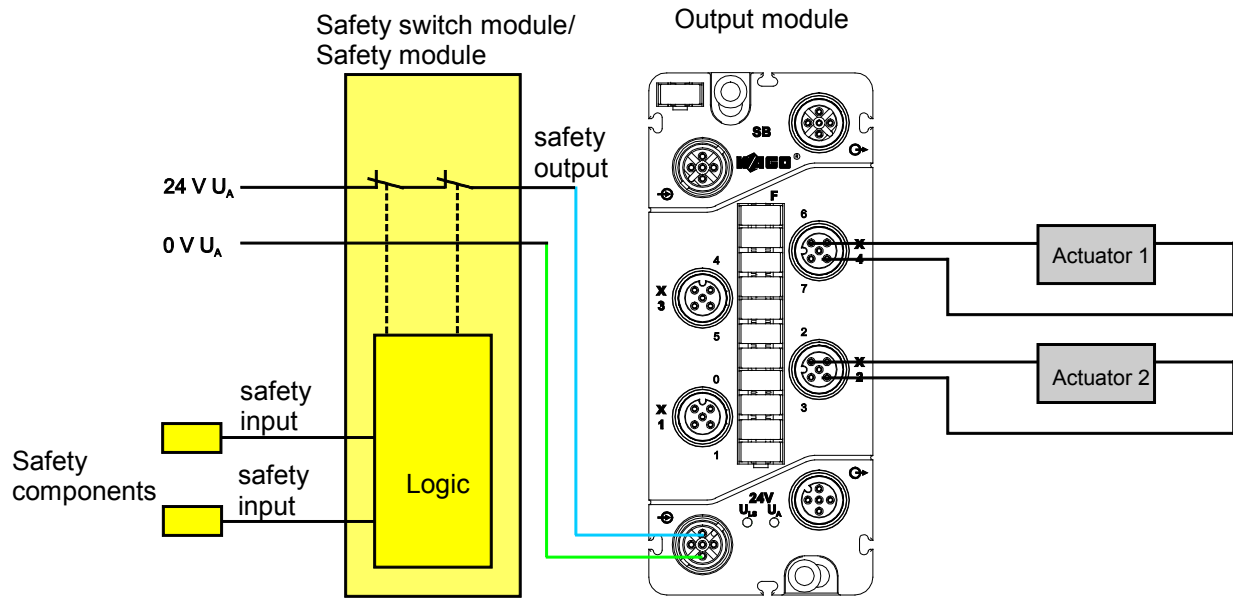 Safety switch module/
Safety module
Output module
safety
output
24 V UA
0 V UA
SB
WAGO®
F
6
X
4
7
4
X
3
5
2
X
2
3
0
X
1
1
Actuator 1
Actuator 2
safety
input
safety
input
Safety
components
Logic
24V
ULS UA